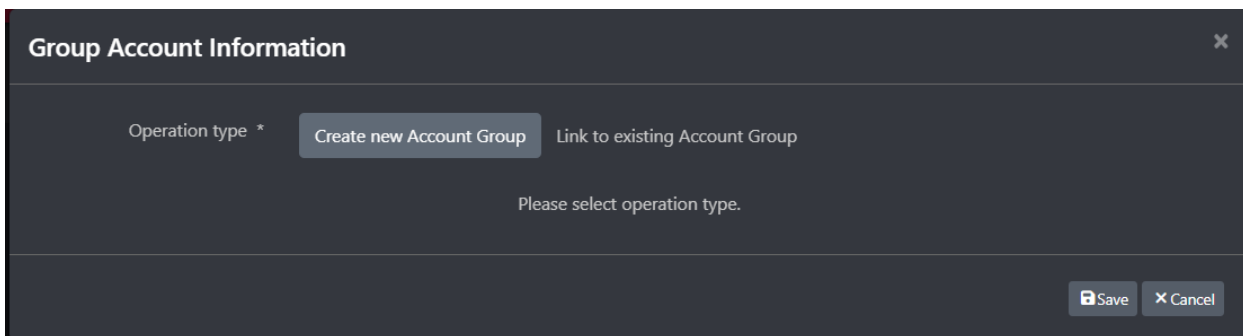 Group Account Information
Operation type * Create new Account Group Link to existing Account Group
Please select operation type.
Save Cancel